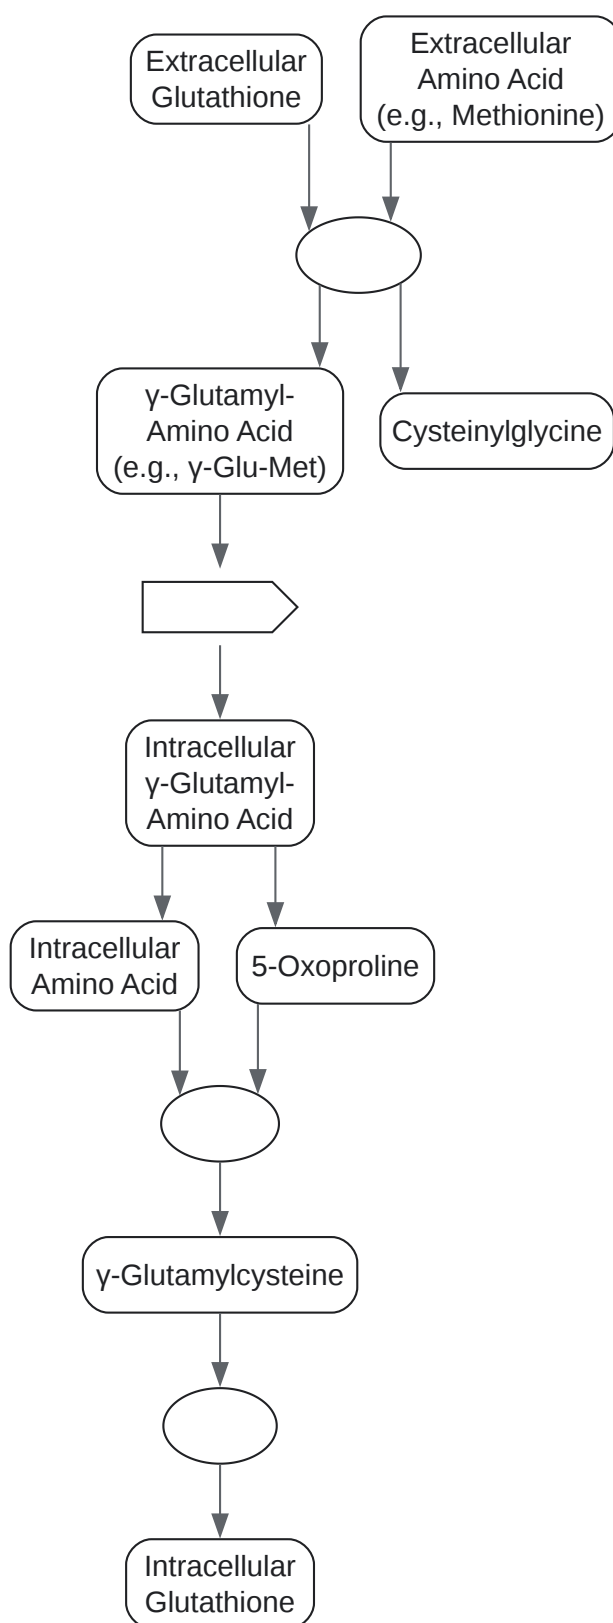 Extracellular
Glutathione
Extracellular
Amino Acid
(e.g., Methionine)
γ-Glutamyl-
Amino Acid
(e.g., γ-Glu-Met)
Cysteinylglycine
Intracellular
γ-Glutamyl-
Amino Acid
Intracellular
Amino Acid
5-Oxoproline
γ-Glutamylcysteine
Intracellular
Glutathione